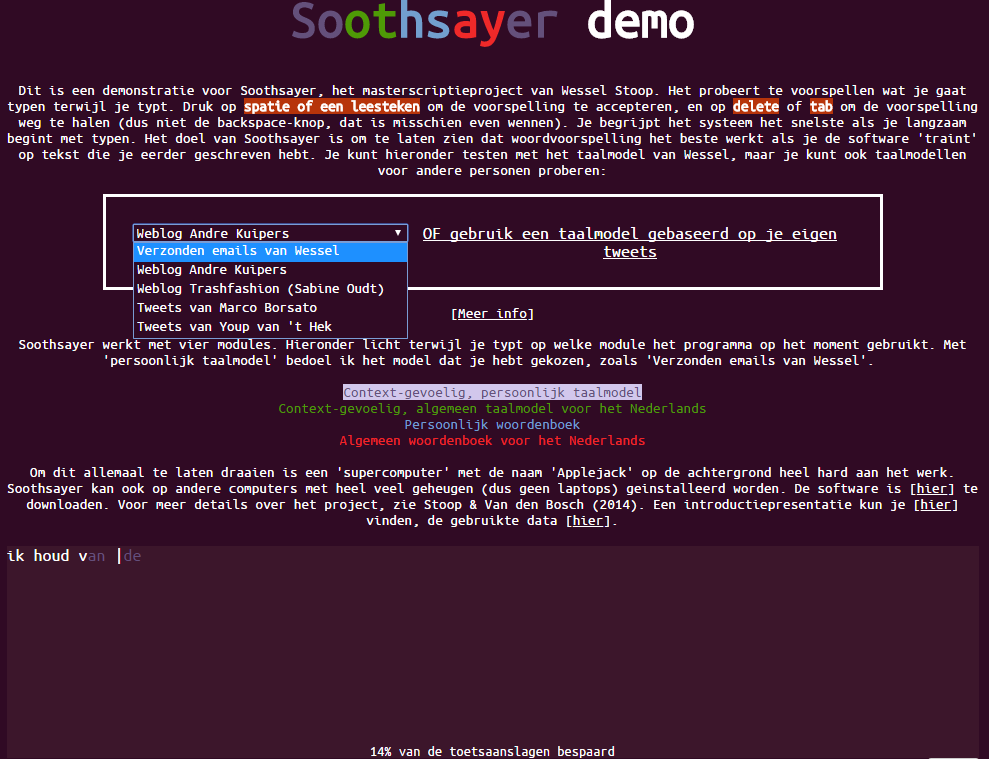 Soothsayer demo
Dit is een demonstratie voor Soothsayer, het masterscriptieproject van Wessel Stoop. Het probeert te voorspellen wat je gaat
typen terwijl je typt. Druk op spatie of een leesteken om de voorspelling te accepteren, en op delete of tab om de voorspelling
weg te halen (dus niet de backspace-knop, dat is misschien even wennen). Je begrijpt het systeem het snelste als je langzaam
begint met typen. Het doel van Soothsayer is om te laten zien dat woordvoorspelling het beste werkt als je de software 'traint'
op tekst die je eerder geschreven hebt. Je kunt hieronder testen met het taalmodel van Wessel, maar je kunt ook taalmodellen
voor andere personen proberen:
Weblog Andre Kuipers
Verzonden emails van Wessel
Weblog Andre Kuipers
Weblog Trashfashion (Sabine Oudt)
Tweets van Marco Borsato
Tweets van Youp van 't Hek
OF gebruik een taalmodel gebaseerd op je eigen
tweets
[Meer info]
Soothsayer werkt met vier modules. Hieronder licht terwijl je typt op welke module het programma op het moment gebruikt. Met
'persoonlijk taalmodel' bedoel ik het model dat je hebt gekozen, zoals 'Verzonden emails van Wessel'.
Context-gevoelig, persoonlijk taalmodel
Context-gevoelig, algemeen taalmodel voor het Nederlands
Persoonlijk woordenboek
Algemeen woordenboek voor het Nederlands
Om dit allemaal te laten draaien is een 'supercomputer' met de naam 'Applejack' op de achtergrond heel hard aan het werk.
Soothsayer kan ook op andere computers met heel veel geheugen (dus geen laptops) geinstalleerd worden. De software is [hier] te
downloaden. Voor meer details over het project, zie Stoop & Van den Bosch (2014). Een introductiepresentatie kun je [hier]
vinden, de gebruikte data [hier].
ik houd van de
14% van de toetsaanslagen bespaard